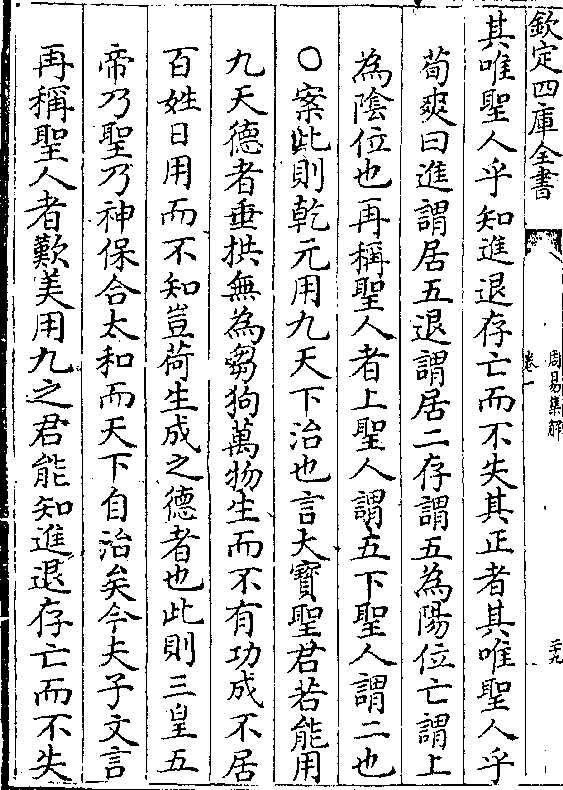 欽定四庫全書
周易集解
卷一
二十九
其唯聖人乎知進退存亡而不失其正者其唯聖人乎
荀爽曰進謂居五退謂居二存謂五為陽位亡謂上
為陰位也再稱聖人者上聖人謂五下聖人謂二也
○案此則乾元用九天下治也言大寶聖君若能用
九天德者垂拱無為芻狗萬物生而不有功成不居
百姓日用而不知豈荷生成之德者也此則三皇五
帝乃聖乃神保合太和而天下自治矣今夫子文言
再稱聖人者歎美用九之君能知進退存亡而不失